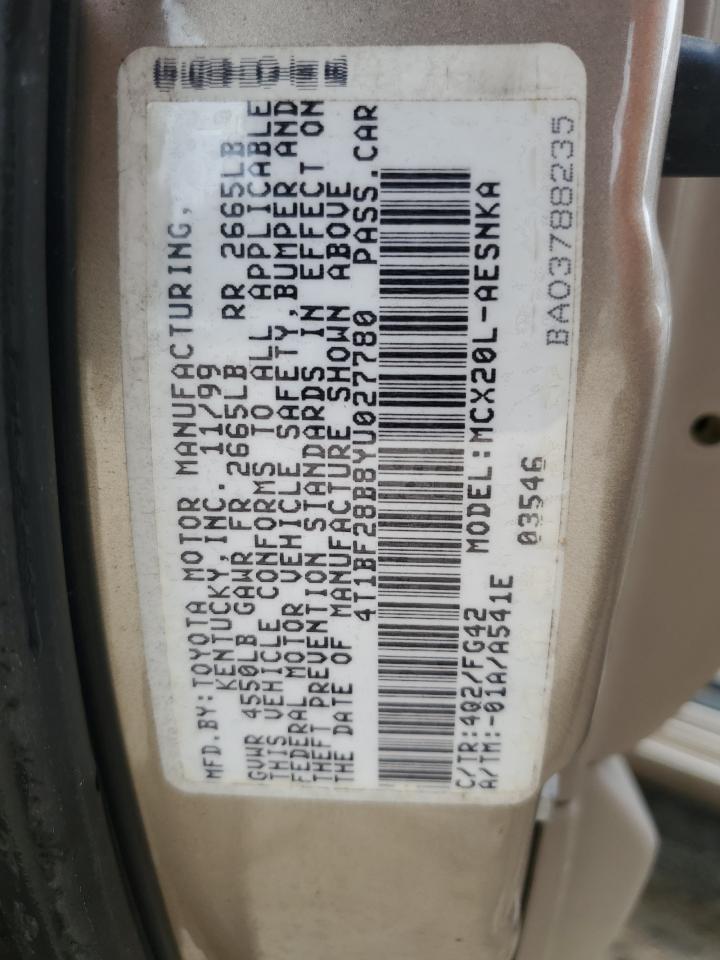 MFD.BY:TOYOTA MOTOR MANUFACTURING,
KENTUCKY,INC. 11/99
GVWR 4550LB GAWR FR 2665LB RR 2665LB
THIS VEHICLE CONFORMS TO ALL APPLICABLE
FEDERAL MOTOR VEHICLE SAFETY,BUMPER AND
THEFT PREVENTION STANDARDS IN EFFECT ON
THE DATE OF MANUFACTURE SHOWN ABOVE
4T1BF28B8YU027780 PASS.CAR
C/TR:4Q2/FG42 MODEL:MCX20L-AESNKA
A/TM:-01A/A541E
03546
BA03788235